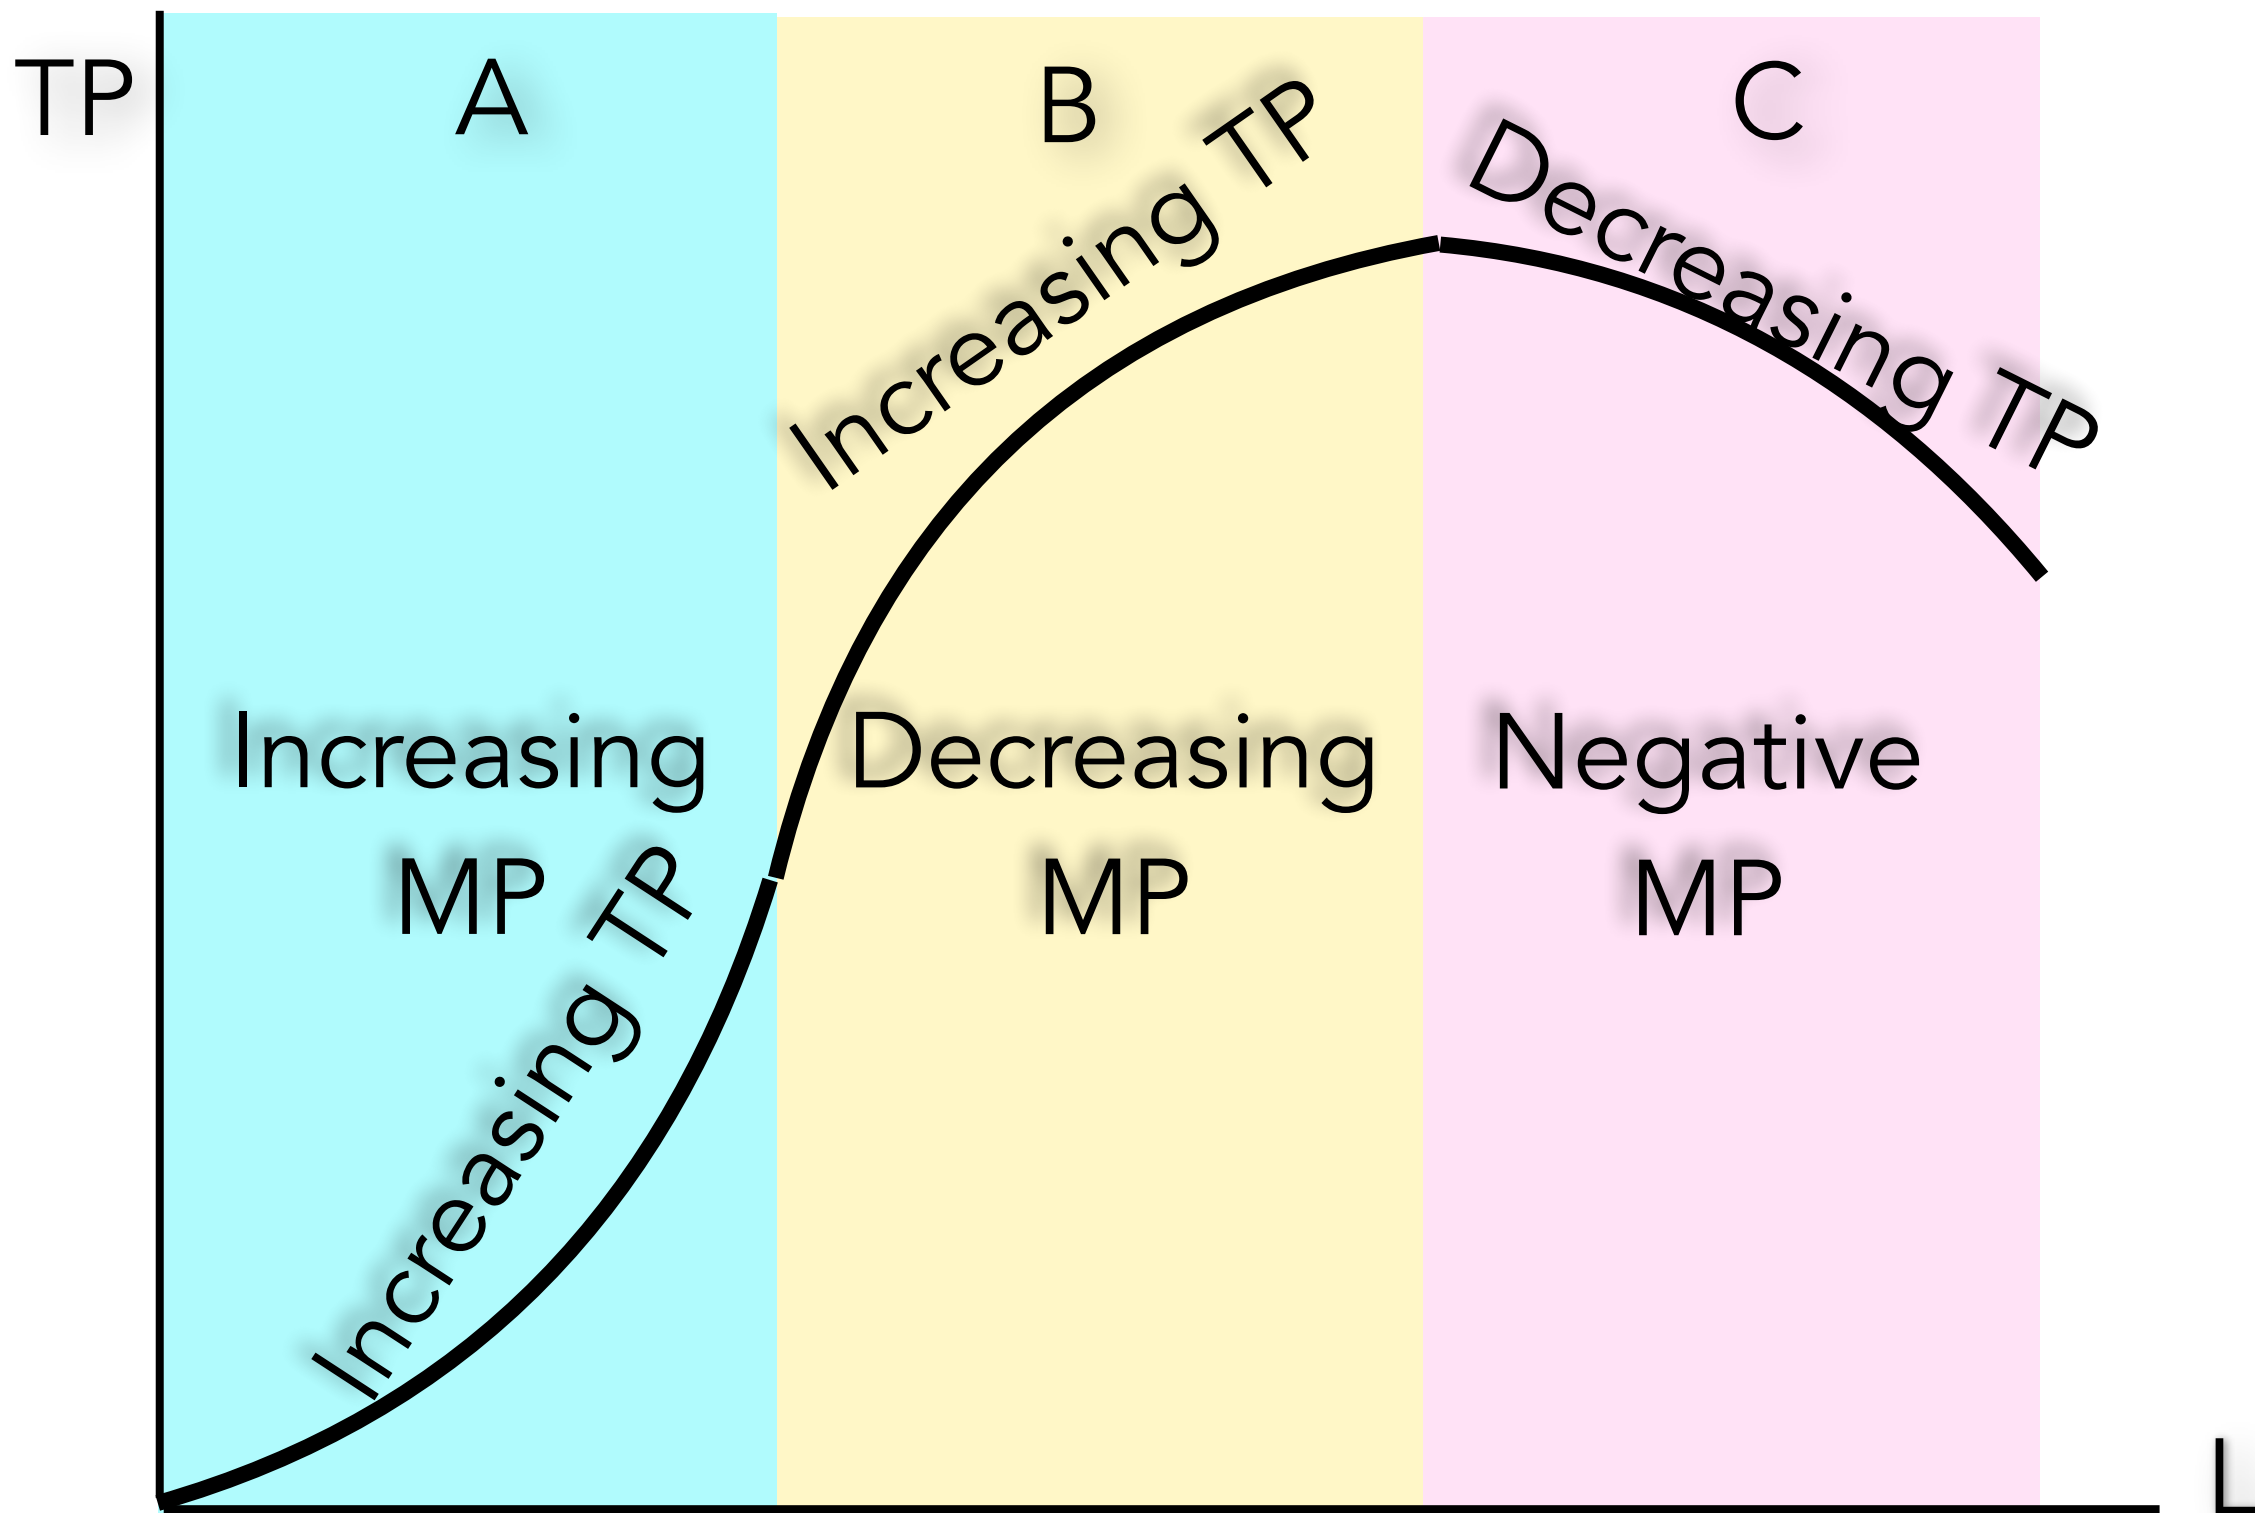 TP
A
B
C
Increasing TP
Decreasing TP
Increasing
MP
Decreasing
MP
Negative
MP
Increasing TP
L